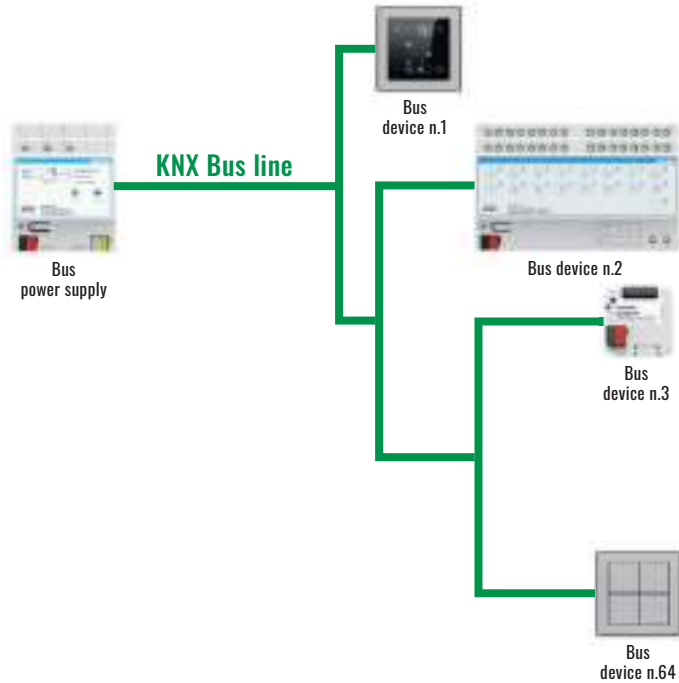 Bus
device n.1
KNX Bus line
Bus
power supply
Bus device n.2
Bus
device n.3
Bus
device n.64